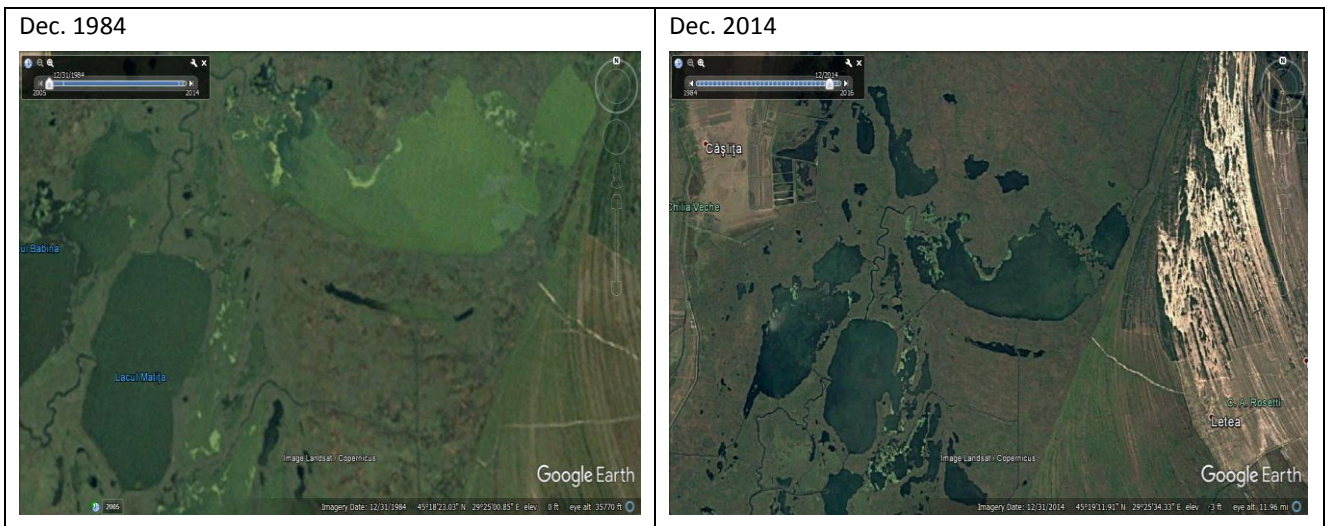 Dec. 1984
12/31/1984
2005
2014
N
ul Babina
Lacul Matița
Image Landsat / Copernicus
Google Earth
2005
Imagery Date: 12/31/1984 45°18'23.03" N 29°25'00.85" E elev 0 ft eye alt 35770 ft
Dec. 2014
12/2014
1984
2016
N
Câșlița
Chilia Veche
C. A. Rosetti
Letea
Image Landsat / Copernicus
Google Earth
Imagery Date: 12/31/2014 45°19'11.91" N 29°25'34.33" E elev -3 ft eye alt 11.96 mi